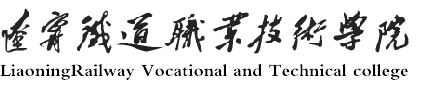 遼寧鐵道職業技術學院
LiaoningRailway Vocational and Technical college